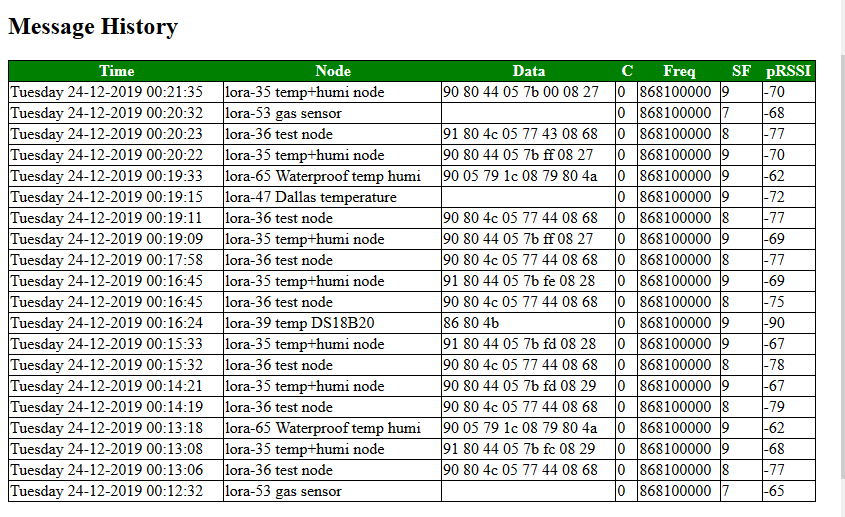 Message History
Time Node Data C Freq SF pRSSI
Tuesday 24-12-2019 00:21:35 lora-35 temp+humi node 90 80 44 05 7b 00 08 27 0 868100000 9 -70
Tuesday 24-12-2019 00:20:32 lora-53 gas sensor 0 868100000 7 -68
Tuesday 24-12-2019 00:20:23 lora-36 test node 91 80 4c 05 77 43 08 68 0 868100000 8 -77
Tuesday 24-12-2019 00:20:22 lora-35 temp+humi node 90 80 44 05 7b ff 08 27 0 868100000 9 -70
Tuesday 24-12-2019 00:19:33 lora-65 Waterproof temp humi 90 05 79 1c 08 79 80 4a 0 868100000 9 -62
Tuesday 24-12-2019 00:19:15 lora-47 Dallas temperature 0 868100000 9 -72
Tuesday 24-12-2019 00:19:11 lora-36 test node 90 80 4c 05 77 44 08 68 0 868100000 8 -77
Tuesday 24-12-2019 00:19:09 lora-35 temp+humi node 90 80 44 05 7b ff 08 27 0 868100000 9 -69
Tuesday 24-12-2019 00:17:58 lora-36 test node 90 80 4c 05 77 44 08 68 0 868100000 8 -77
Tuesday 24-12-2019 00:16:45 lora-35 temp+humi node 91 80 44 05 7b fe 08 28 0 868100000 9 -69
Tuesday 24-12-2019 00:16:45 lora-36 test node 90 80 4c 05 77 44 08 68 0 868100000 8 -75
Tuesday 24-12-2019 00:16:24 lora-39 temp DS18B20 86 80 4b 0 868100000 9 -90
Tuesday 24-12-2019 00:15:33 lora-35 temp+humi node 91 80 44 05 7b fd 08 28 0 868100000 9 -67
Tuesday 24-12-2019 00:15:32 lora-36 test node 90 80 4c 05 77 44 08 68 0 868100000 8 -78
Tuesday 24-12-2019 00:14:21 lora-35 temp+humi node 90 80 44 05 7b fd 08 29 0 868100000 9 -67
Tuesday 24-12-2019 00:14:19 lora-36 test node 90 80 4c 05 77 44 08 68 0 868100000 8 -79
Tuesday 24-12-2019 00:13:18 lora-65 Waterproof temp humi 90 05 79 1c 08 79 80 4a 0 868100000 9 -62
Tuesday 24-12-2019 00:13:08 lora-35 temp+humi node 91 80 44 05 7b fc 08 29 0 868100000 9 -68
Tuesday 24-12-2019 00:13:06 lora-36 test node 90 80 4c 05 77 44 08 68 0 868100000 8 -77
Tuesday 24-12-2019 00:12:32 lora-53 gas sensor 0 868100000 7 -65